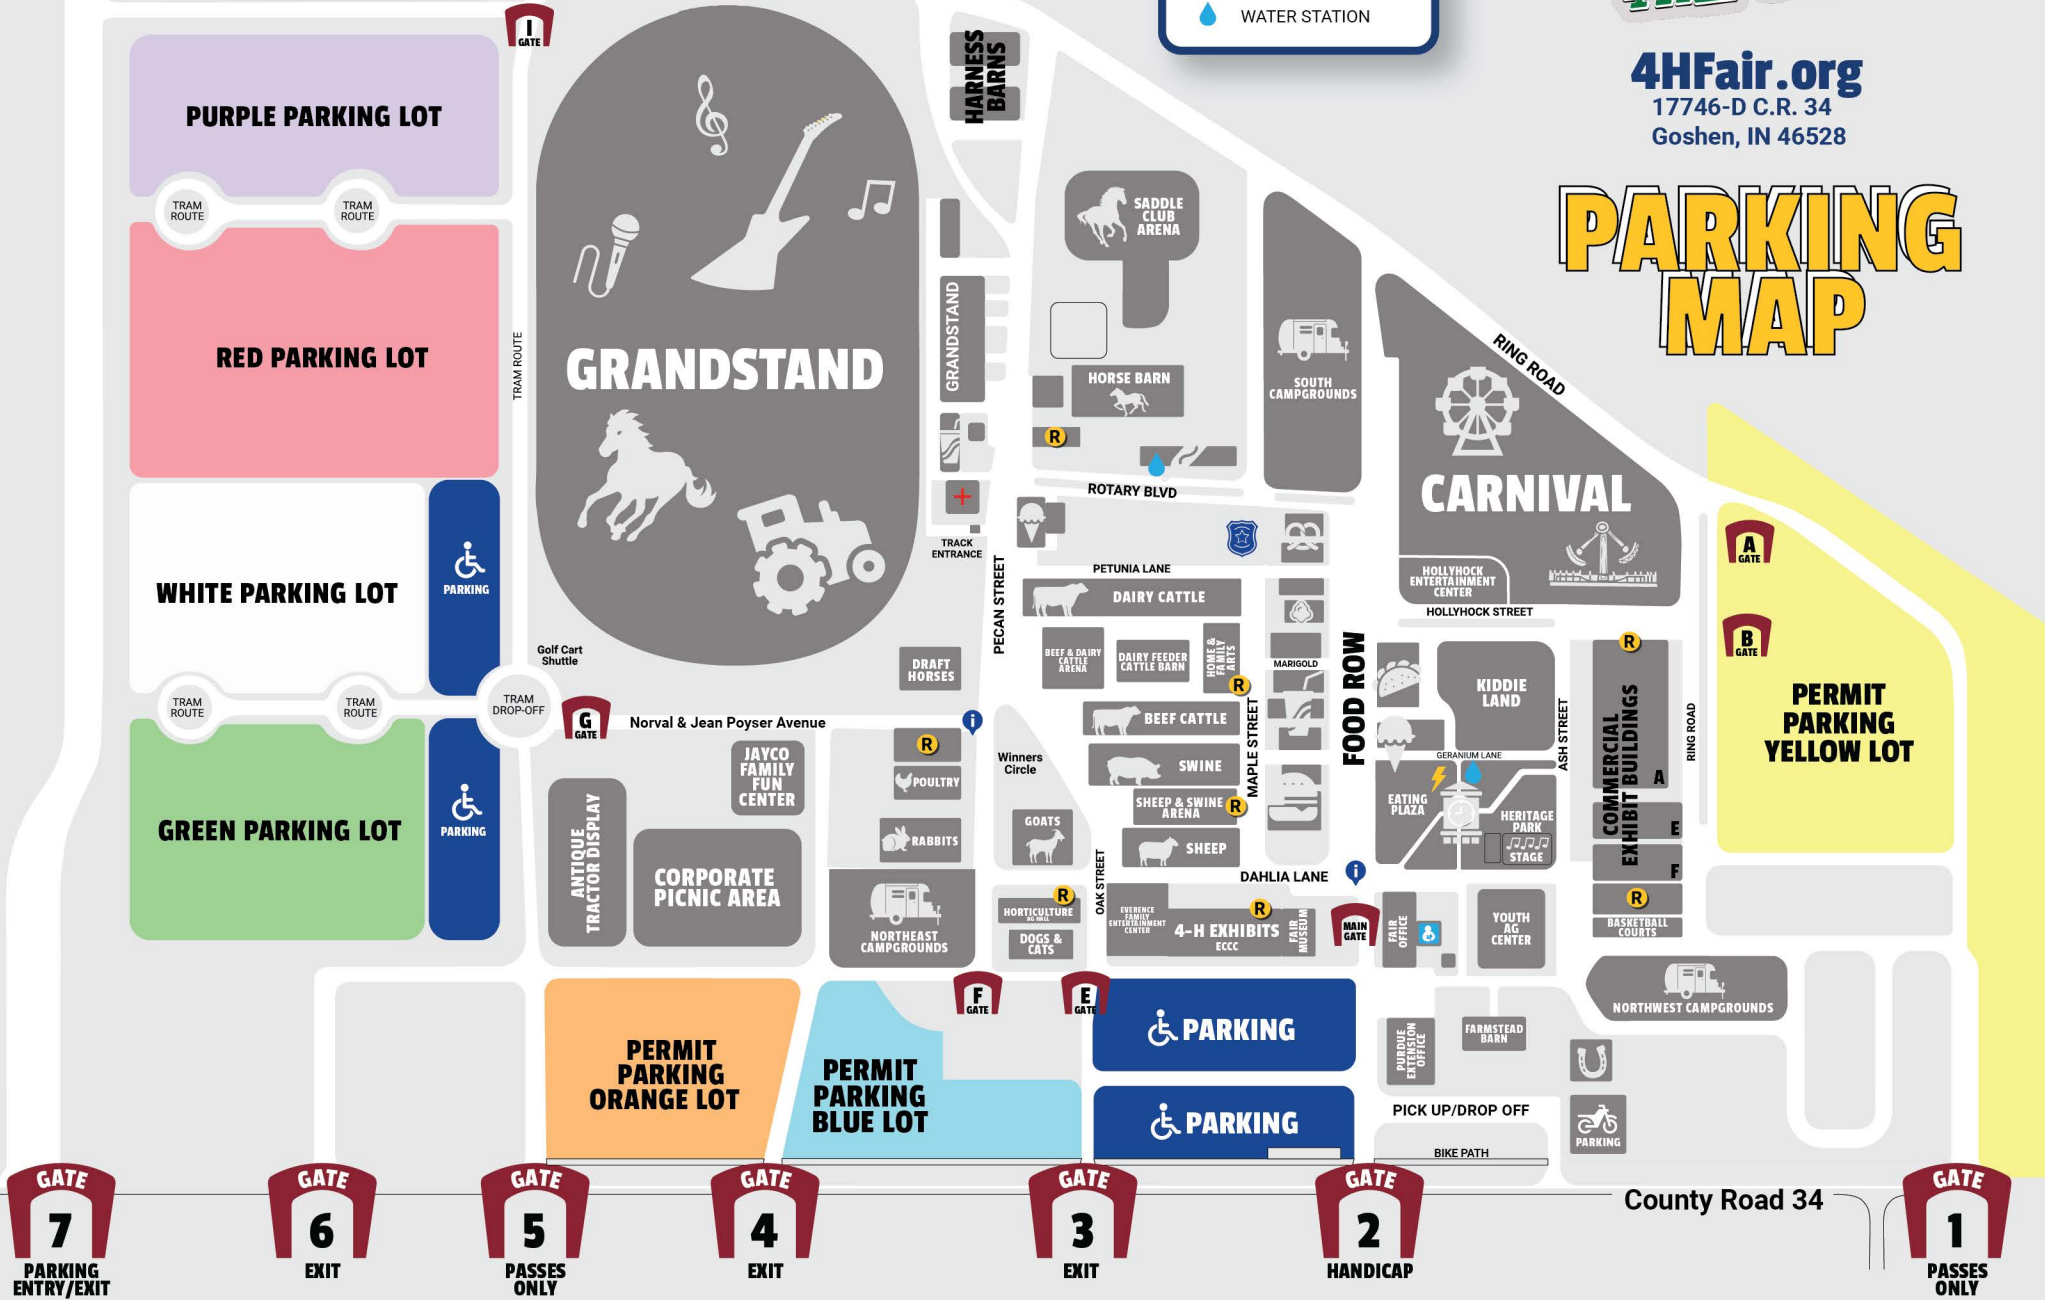 WATER STATION
4HFair.org
17746-D C.R. 34
Goshen, IN 46528
PARKING
MAP
I
GATE
PURPLE PARKING LOT
TRAM
ROUTE
TRAM
ROUTE
RED PARKING LOT
TRAM ROUTE
WHITE PARKING LOT
PARKING
TRAM
ROUTE
TRAM
ROUTE
TRAM
DROP-OFF
Golf Cart
Shuttle
GREEN PARKING LOT
PARKING
G
GATE
Norval & Jean Poyser Avenue
GRANDSTAND
HARNESS
BARNS
GRANDSTAND
TRACK
ENTRANCE
PECAN STREET
SADDLE
CLUB
ARENA
HORSE BARN
R
ROTARY BLVD
SOUTH
CAMPGROUNDS
RING ROAD
CARNIVAL
HOLLYHOCK
ENTERTAINMENT
CENTER
HOLLYHOCK STREET
PETUNIA LANE
DAIRY CATTLE
BEEF & DAIRY
CATTLE
ARENA
DAIRY FEEDER
CATTLE BARN
HOME &
FAMILY
ARTS
R
MARIGOLD
BEEF CATTLE
SWINE
SHEEP & SWINE
ARENA
R
SHEEP
MAPLE STREET
FOOD ROW
DAHLIA LANE
i
DRAFT
HORSES
i
R
POULTRY
RABBITS
NORTHEAST
CAMPGROUNDS
JAYCO
FAMILY
FUN
CENTER
ANTIQUE
TRACTOR DISPLAY
CORPORATE
PICNIC AREA
Winners
Circle
GOATS
OAK STREET
R
HORTICULTURE
AG HALL
DOGS &
CATS
EVERENCE
FAMILY
ENTERTAINMENT
CENTER
R
4-H EXHIBITS
ECCC
FAIR
MUSEUM
MAIN
GATE
FAIR
OFFICE
YOUTH
AG
CENTER
KIDDIE
LAND
GERANIUM LANE
EATING
PLAZA
HERITAGE
PARK
STAGE
ASH STREET
R
COMMERCIAL
EXHIBIT BUILDINGS
A
E
F
R
BASKETBALL
COURTS
RING ROAD
A
GATE
B
GATE
PERMIT
PARKING
YELLOW LOT
NORTHWEST CAMPGROUNDS
F
GATE
E
GATE
PERMIT
PARKING
ORANGE LOT
PERMIT
PARKING
BLUE LOT
PARKING
PARKING
PURDUE
EXTENSION
OFFICE
FARMSTEAD
BARN
PICK UP/DROP OFF
BIKE PATH
PARKING
County Road 34
GATE
7
PARKING
ENTRY/EXIT
GATE
6
EXIT
GATE
5
PASSES
ONLY
GATE
4
EXIT
GATE
3
EXIT
GATE
2
HANDICAP
GATE
1
PASSES
ONLY